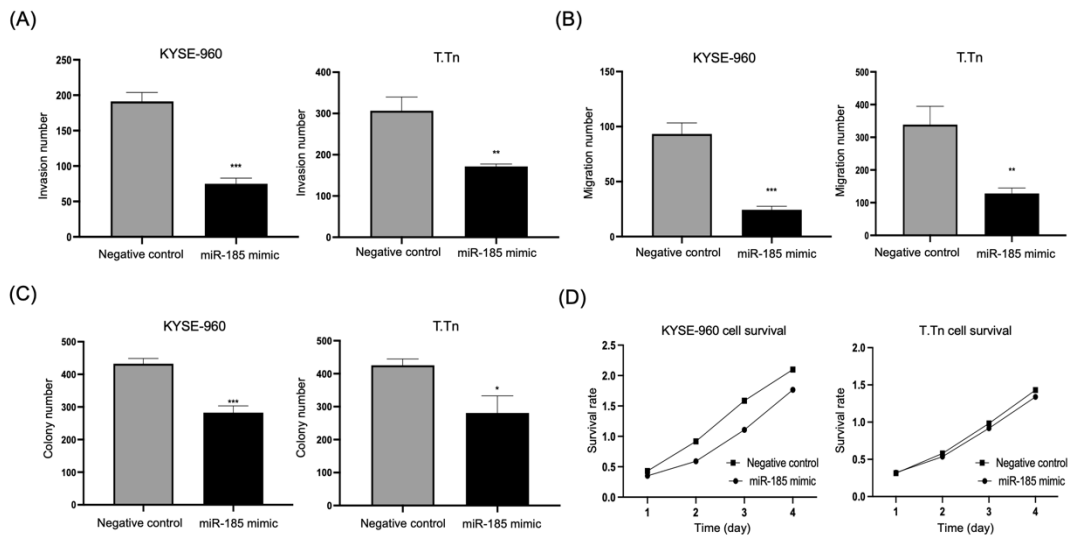 (A)
KYSE-960
Invasion number
250
200
150
100
50
0
Negative control
miR-185 mimic
***
T.Tn
Invasion number
400
300
200
100
0
Negative control
miR-185 mimic
**
(B)
KYSE-960
Migration number
150
100
50
0
Negative control
miR-185 mimic
***
T.Tn
Migration number
500
400
300
200
100
0
Negative control
miR-185 mimic
**
(C)
KYSE-960
Colony number
500
400
300
200
100
0
Negative control
miR-185 mimic
***
T.Tn
Colony number
500
400
300
200
100
0
Negative control
miR-185 mimic
*
(D)
KYSE-960 cell survival
Survival rate
2.5
2.0
1.5
1.0
0.5
0.0
Negative control
miR-185 mimic
1 2 3 4
Time (day)
T.Tn cell survival
Survival rate
2.0
1.5
1.0
0.5
0.0
Negative control
miR-185 mimic
1 2 3 4
Time (day)